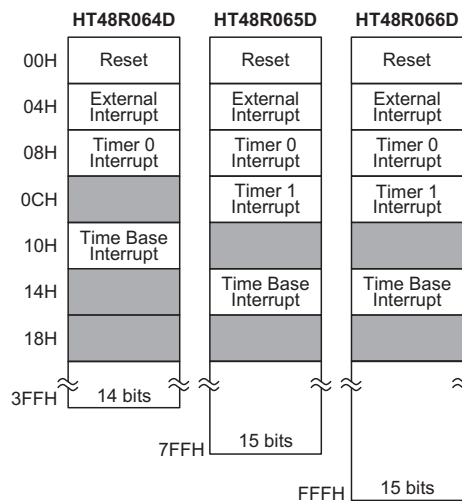 HT48R064D HT48R065D HT48R066D
00H Reset Reset Reset
04H External Interrupt External Interrupt External Interrupt
08H Timer 0 Interrupt Timer 0 Interrupt Timer 0 Interrupt
0CH Timer 1 Interrupt Timer 1 Interrupt
10H Time Base Interrupt
14H Time Base Interrupt Time Base Interrupt
18H
3FFH 14 bits
7FFH 15 bits
FFFH 15 bits